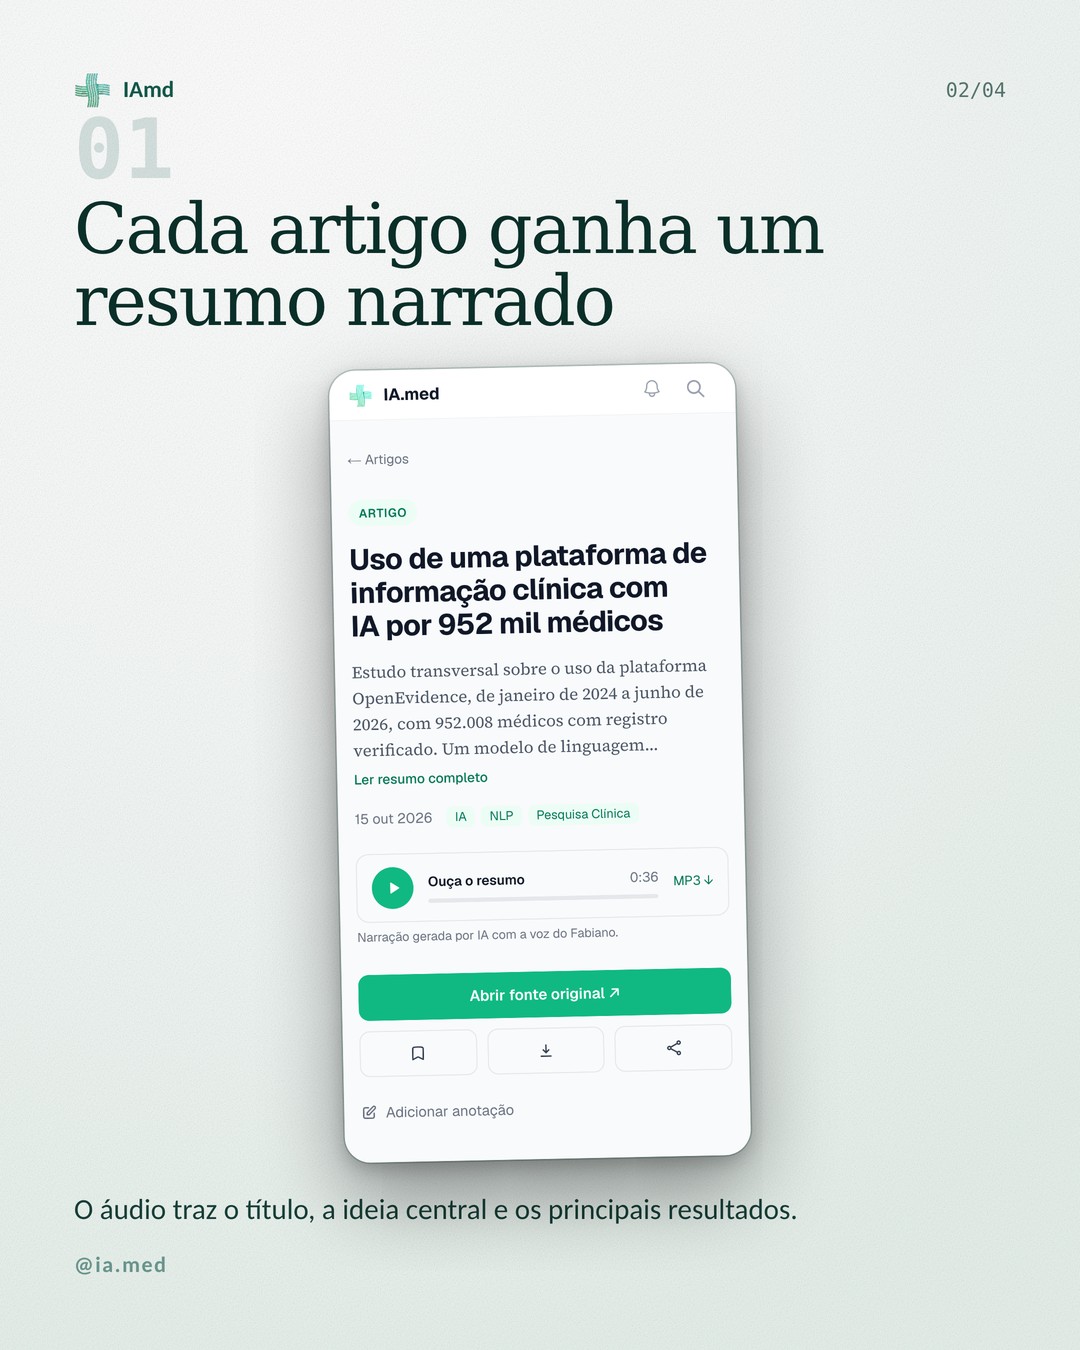 IAmd
02/04
01
Cada artigo ganha um
resumo narrado
IA.med
← Artigos
ARTIGO
Uso de uma plataforma de
informação clínica com
IA por 952 mil médicos
Estudo transversal sobre o uso da plataforma
OpenEvidence, de janeiro de 2024 a junho de
2026, com 952.008 médicos com registro
verificado. Um modelo de linguagem...
Ler resumo completo
15 out 2026 IA NLP Pesquisa Clínica
Ouça o resumo 0:36 MP3 ↓
Narração gerada por IA com a voz do Fabiano.
Abrir fonte original ↗
Adicionar anotação
O áudio traz o título, a ideia central e os principais resultados.
@ia.med